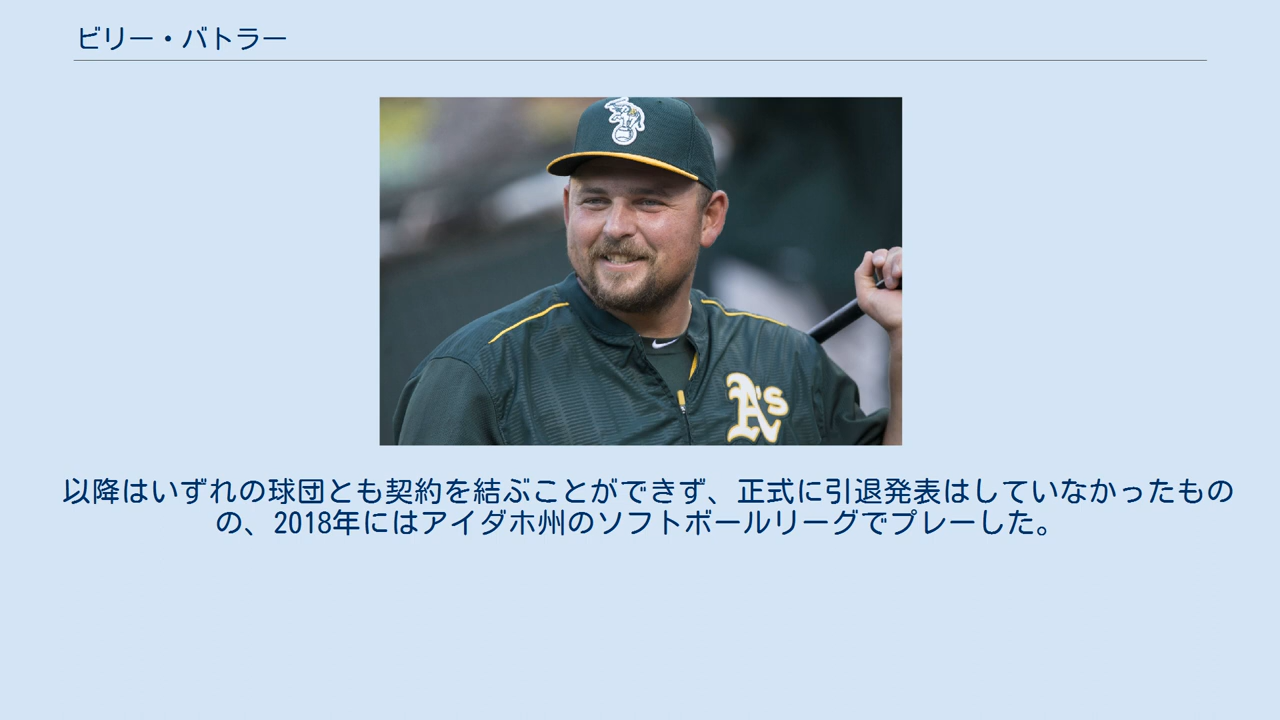 ビリー・バトラー
A's
以降はいずれの球団とも契約を結ぶことができず、正式に引退発表はしていなかったもの
の、2018年にはアイダホ州のソフトボールリーグでプレーした。